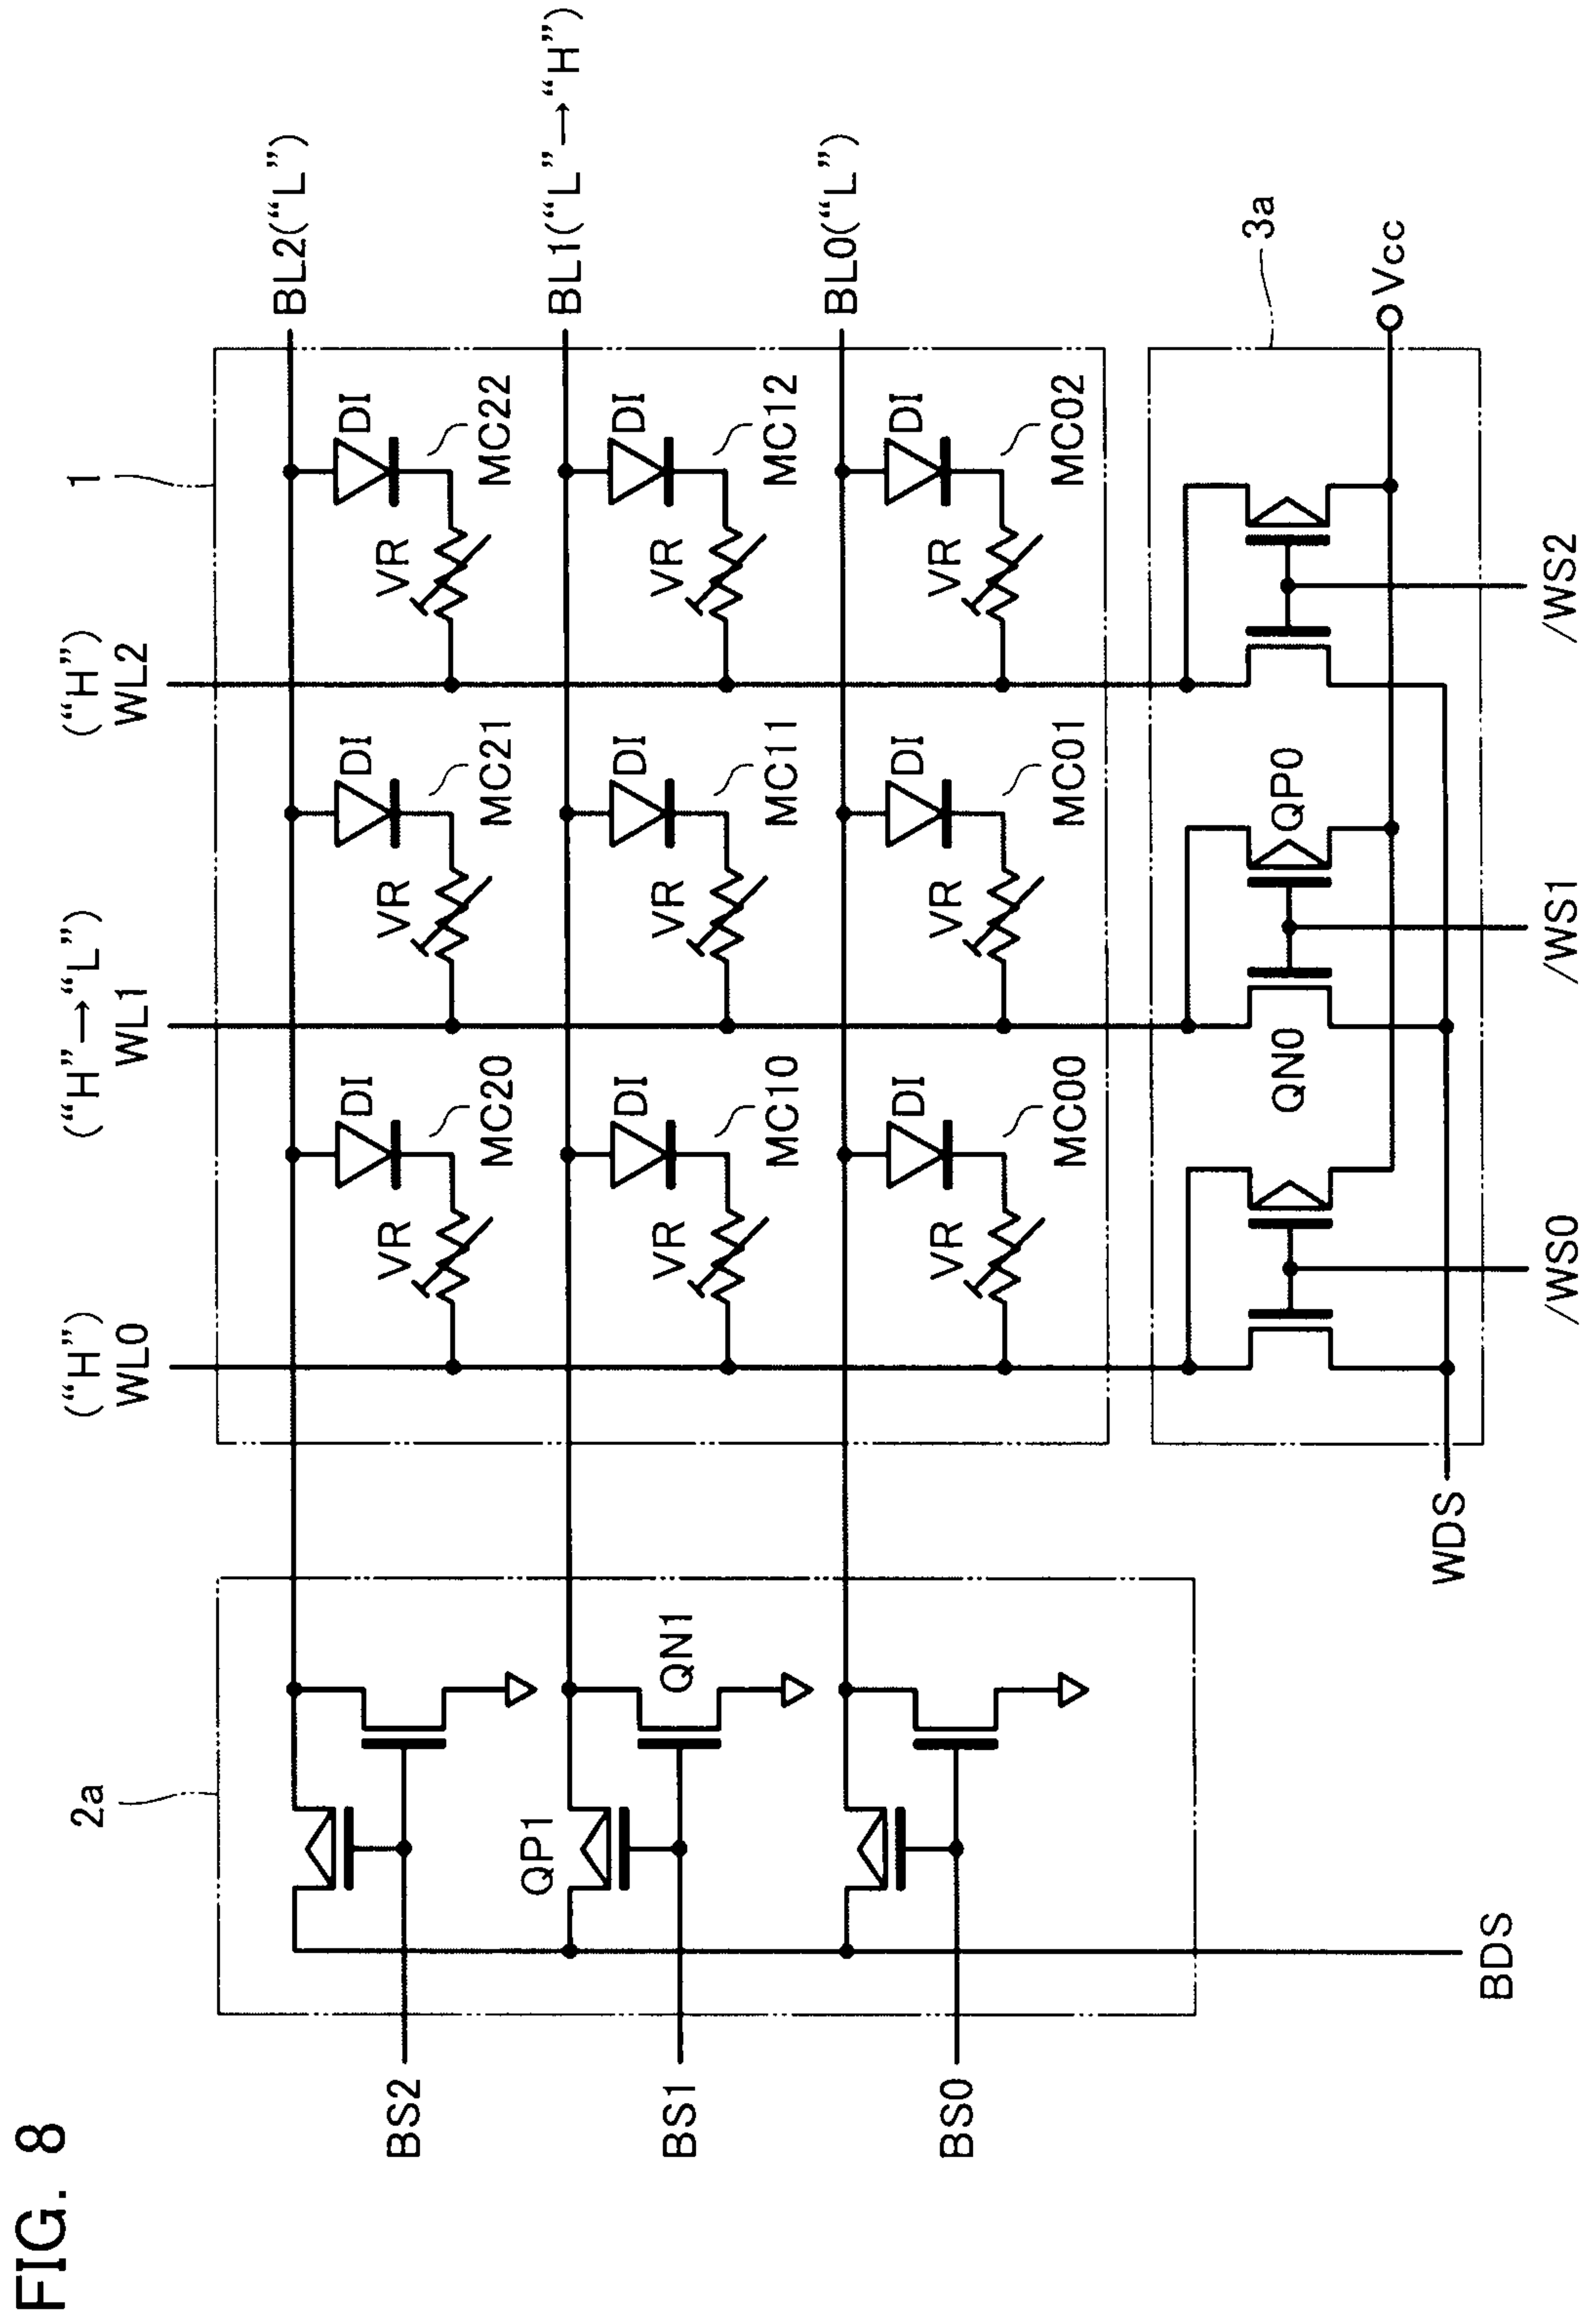 FIG. 8
1
2a
3a
("H")
WL0
("H"→"L")
WL1
("H")
WL2
BL2("L")
BL1("L"→"H")
BL0("L")
DI
VR
MC20
DI
VR
MC21
DI
VR
MC22
DI
VR
MC10
DI
VR
MC11
DI
VR
MC12
DI
VR
MC00
DI
VR
MC01
DI
VR
MC02
QP1
QN1
BS2
BS1
BS0
BDS
WDS
QN0
QP0
Vcc
/WS0
/WS1
/WS2